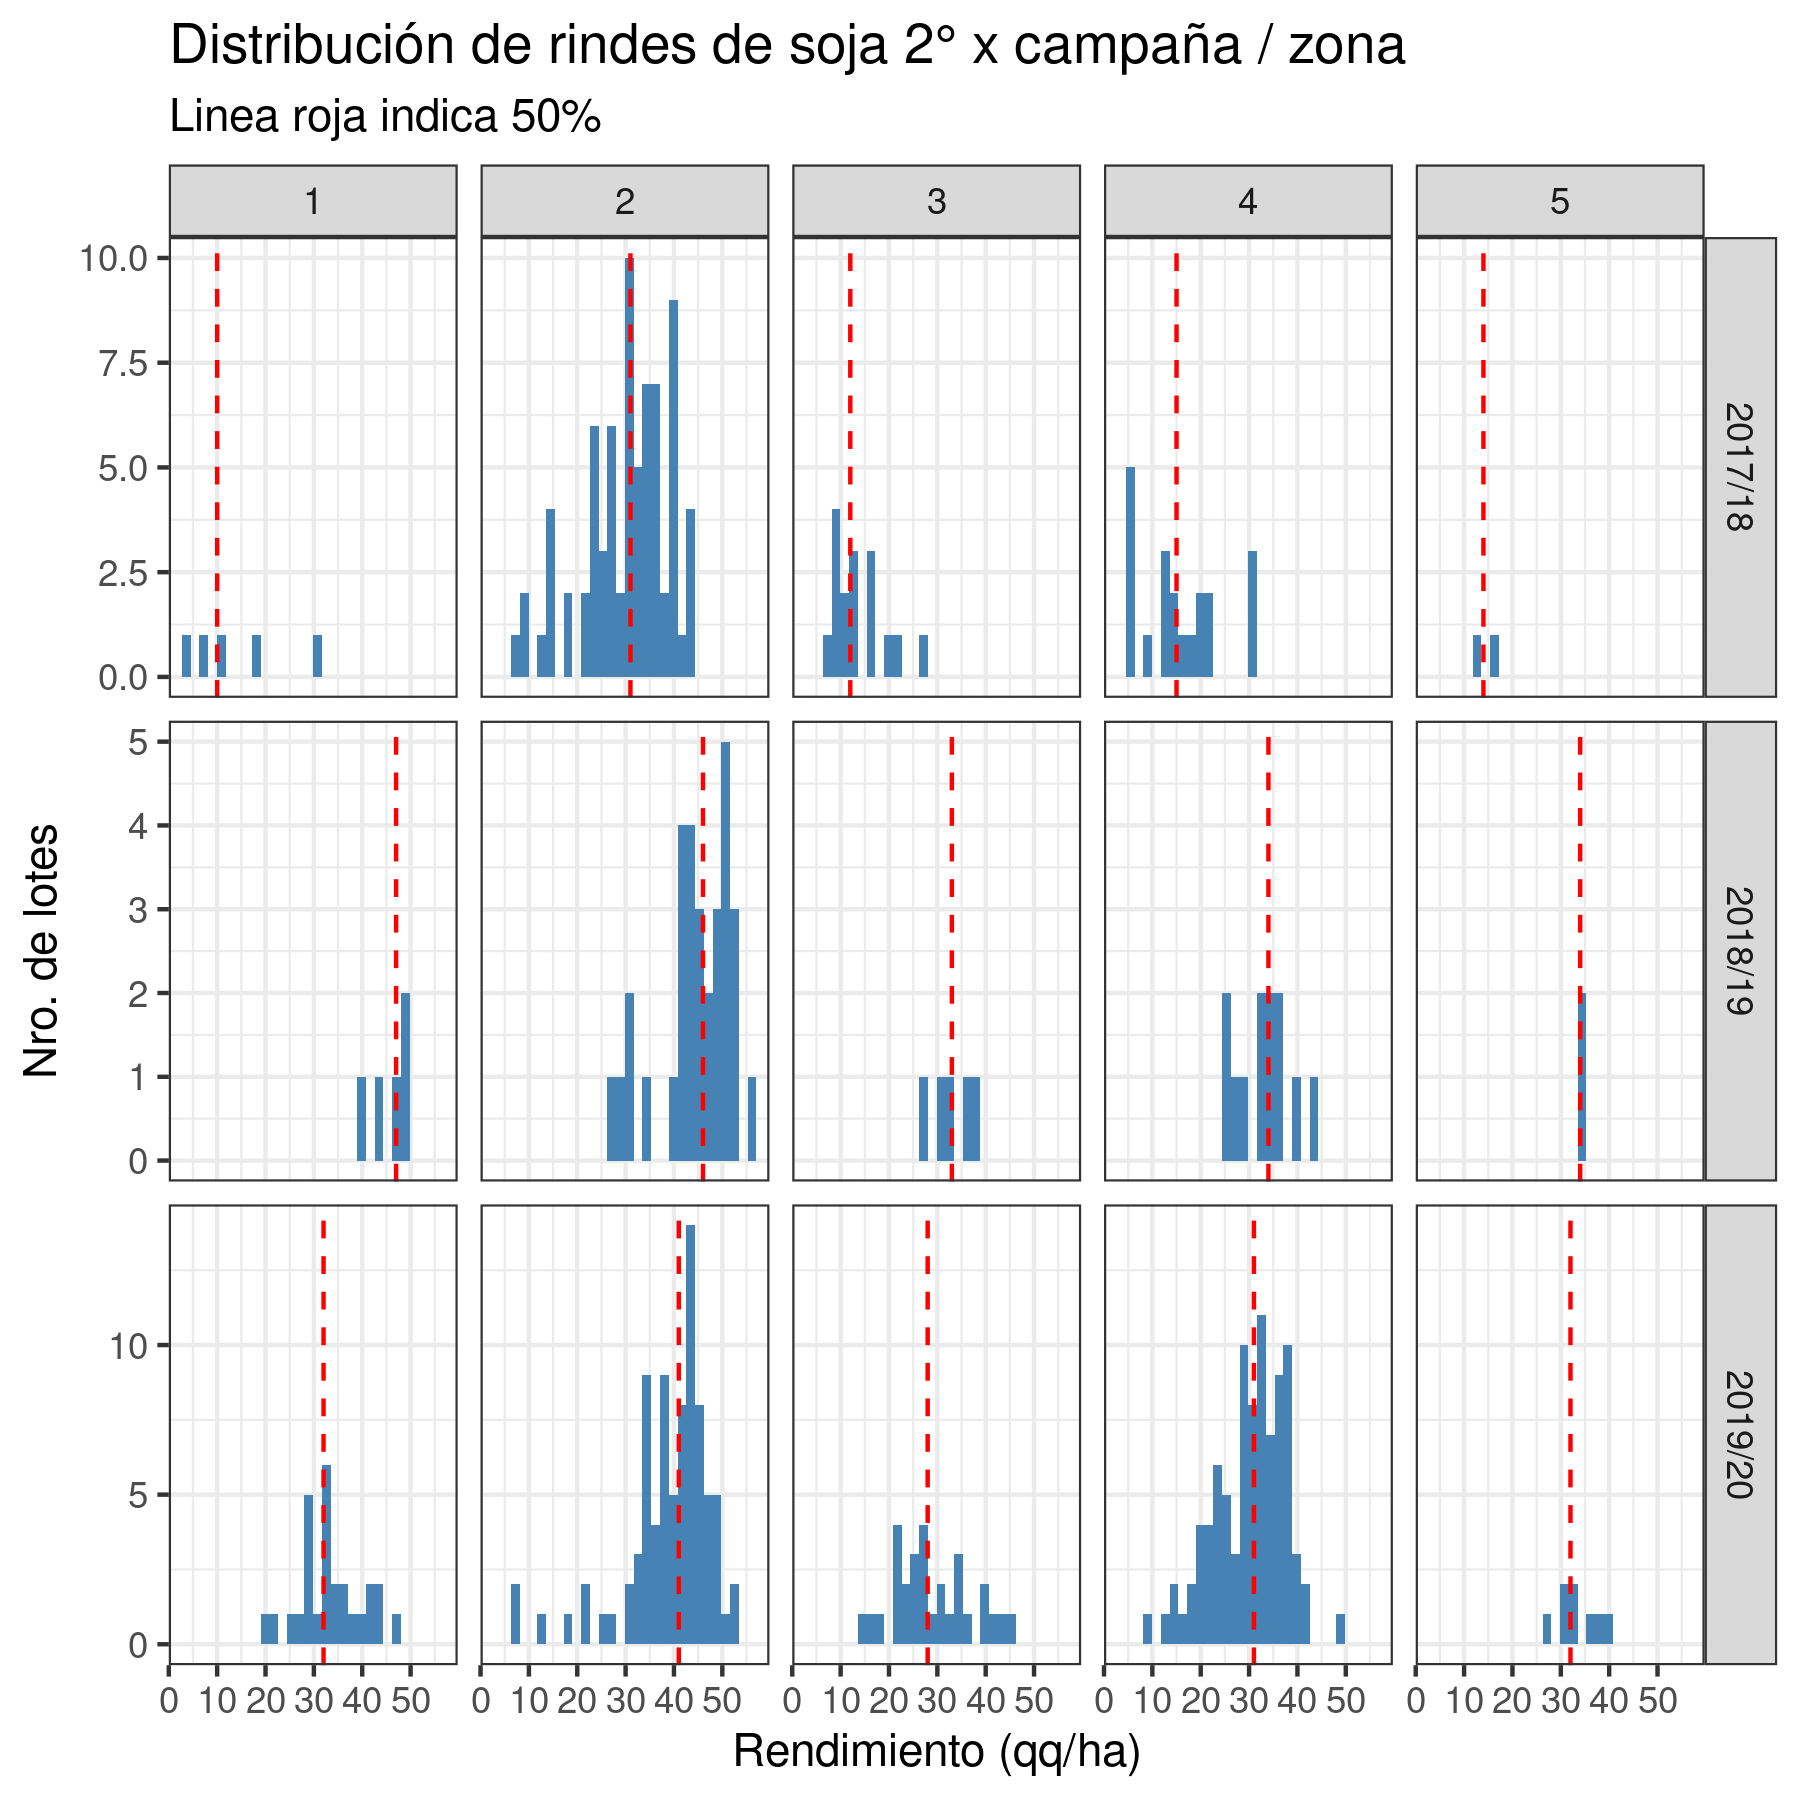 Distribución de rindes de soja 2° x campaña / zona
Linea roja indica 50%
1 2 3 4 5
10.0
7.5
5.0
2.5
0.0
2017/18
5
4
3
2
1
0
2018/19
10
5
0
2019/20
Nro. de lotes
0 10 20 30 40 50 0 10 20 30 40 50 0 10 20 30 40 50 0 10 20 30 40 50 0 10 20 30 40 50
Rendimiento (qq/ha)